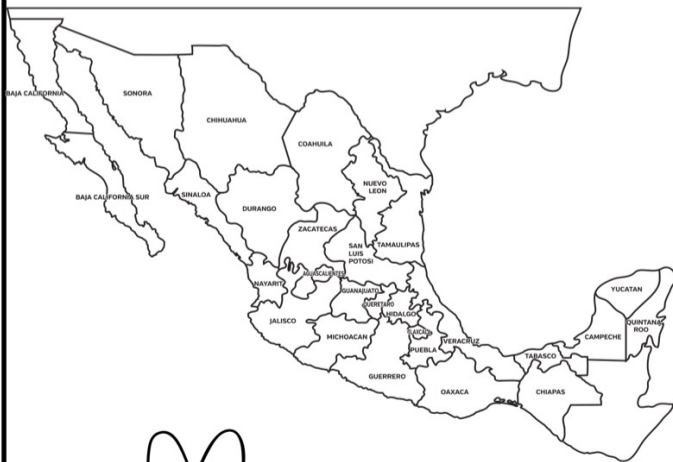 BAJA CALIFORNIA
SONORA
CHIHUAHUA
COAHUILA
NUEVO
LEON
BAJA CALIFORNIA SUR
SINALOA
DURANGO
ZACATECAS
SAN
LUIS
POTOSI
TAMAULIPAS
NAYARIT
AGUASCALIENTES
GUANAJUATO
QUERETARO
HIDALGO
JALISCO
MICHOACAN
TLAXCALA
PUEBLA
VERACRUZ
GUERRERO
OAXACA
TABASCO
CHIAPAS
CAMPECHE
YUCATAN
QUINTANA
ROO